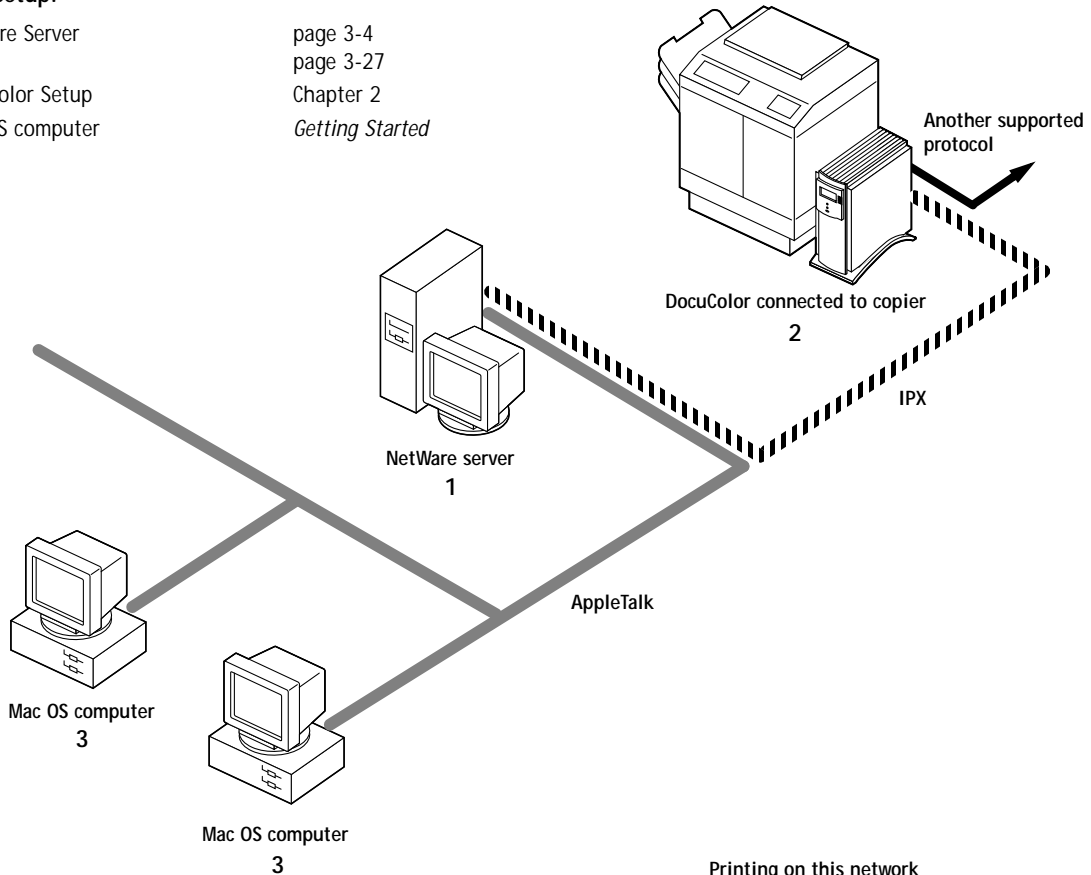 re Server page 3-4
page 3-27
olor Setup Chapter 2
S computer Getting Started
Another supported
protocol
DocuColor connected to copier
2
IPX
NetWare server
1
AppleTalk
Mac OS computer
3
Mac OS computer
3
Printing on this network